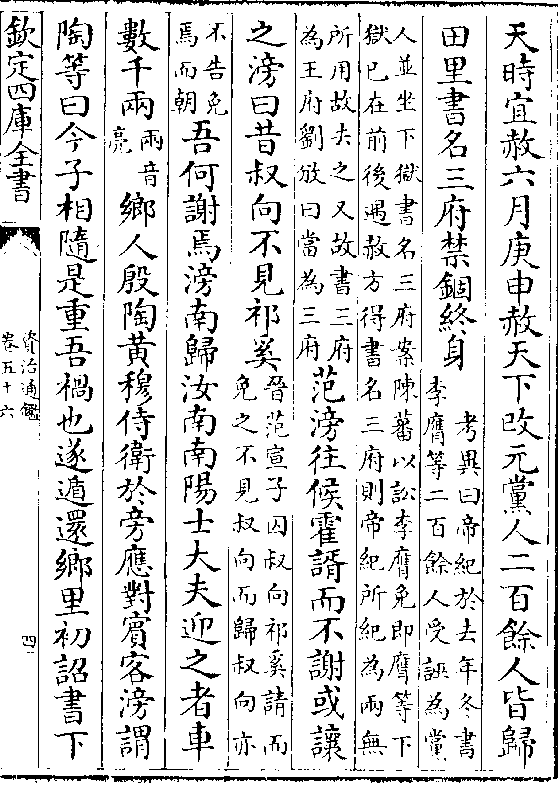 天時宜赦六月庚申赦天下改元黨人二百餘人皆歸
田里書名三府禁錮終身
考異曰帝紀於去年冬書
李膺等二百餘人受誣為黨
人並坐下獄書名三府案陳蕃以訟李膺免即膺等下
獄已在前後遇赦方得書名三府則帝紀所紀為兩無
所用故去之又故書三府
為王府劉攽曰當為三府
范滂往候霍諝而不謝或讓
之滂曰昔叔向不見祁奚
晉范宣子囚叔向祁奚請而
免之不見叔向而歸叔向亦
不告免
焉而朝
吾何謝焉滂南歸汝南南陽士大夫迎之者車
數千兩
兩音
亮
鄉人殷陶黃穆侍衛於旁應對賓客滂謂
陶等曰今子相隨是重吾禍也遂遁還鄉里初詔書下
欽定四庫全書
資治通鑑
卷五十六
四